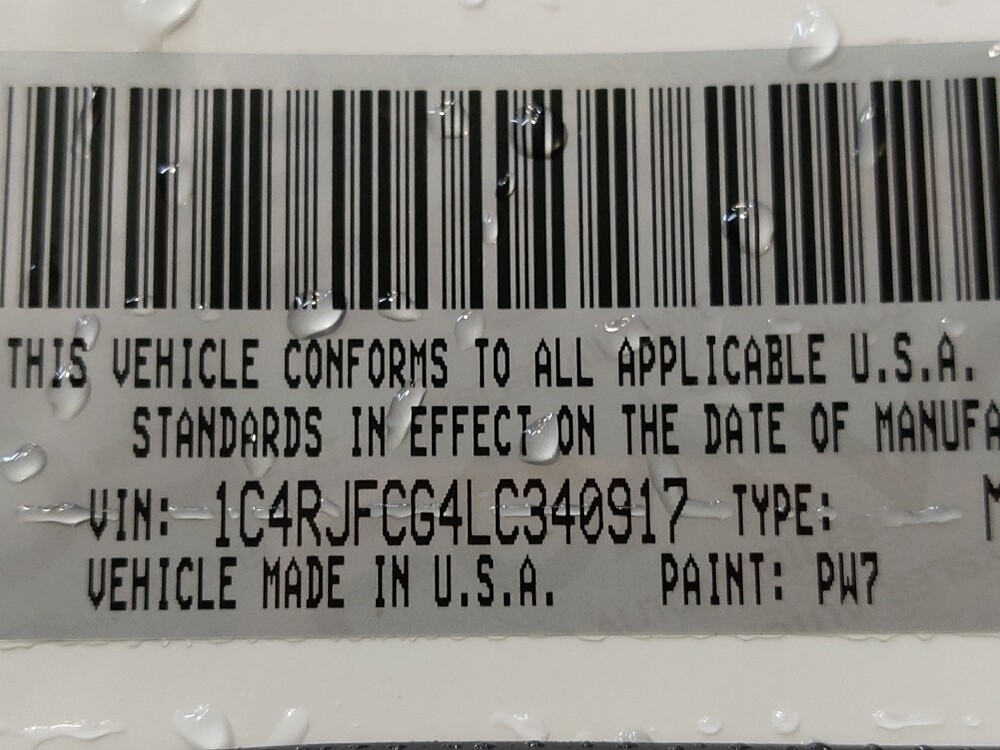 THIS VEHICLE CONFORMS TO ALL APPLICABLE U.S.A.
STANDARDS IN EFFECT ON THE DATE OF MANUFA
VIN: 1C4RJFCG4LC340917 TYPE: M
VEHICLE MADE IN U.S.A. PAINT: PW7